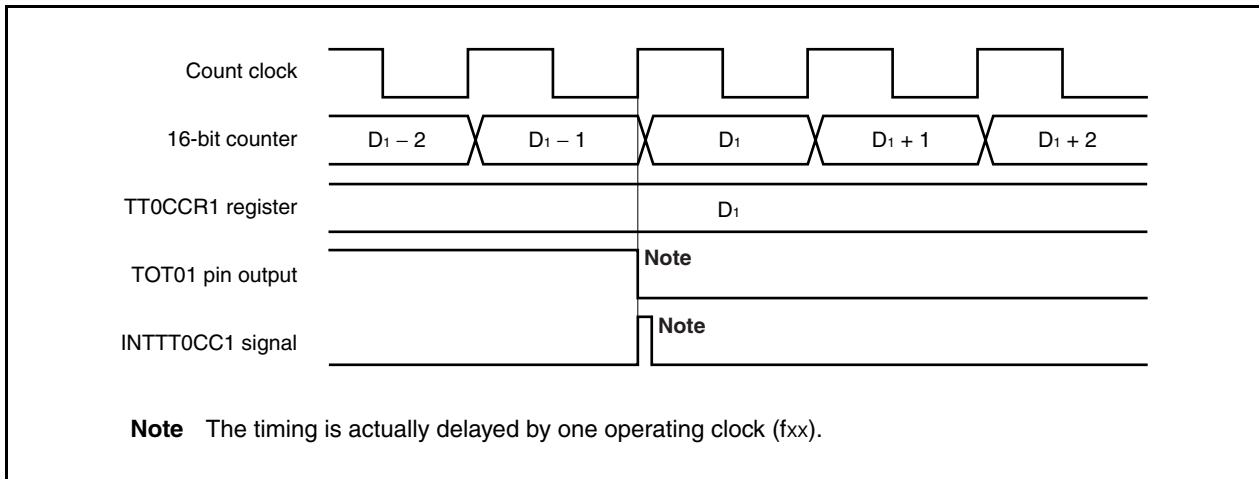 Count clock
16-bit counter
D1 − 2 D1 − 1 D1 D1 + 1 D1 + 2
TT0CCR1 register
D1
TOT01 pin output
Note
INTTT0CC1 signal
Note
Note The timing is actually delayed by one operating clock (fxx).